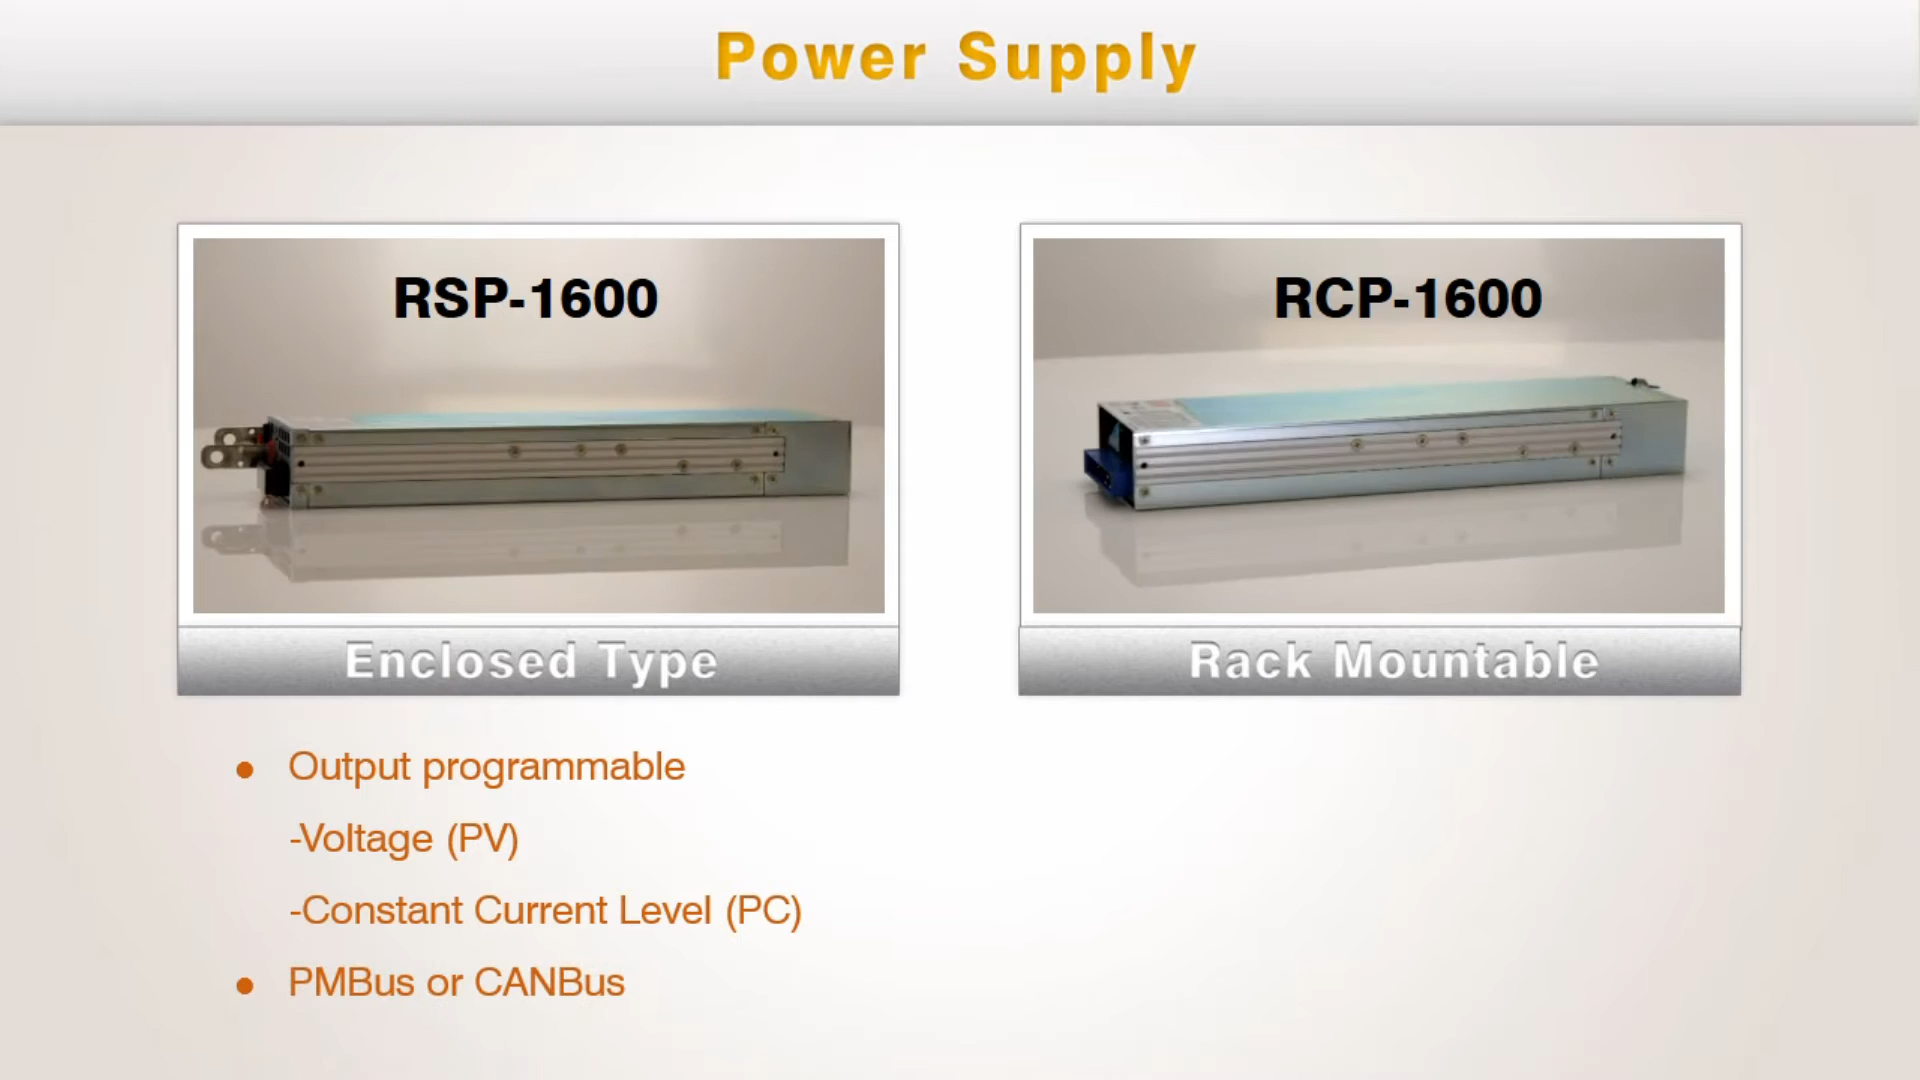 Power Supply
RSP-1600
RCP-1600
Enclosed Type
Rack Mountable
● Output programmable
-Voltage (PV)
-Constant Current Level (PC)
● PMBus or CANBus